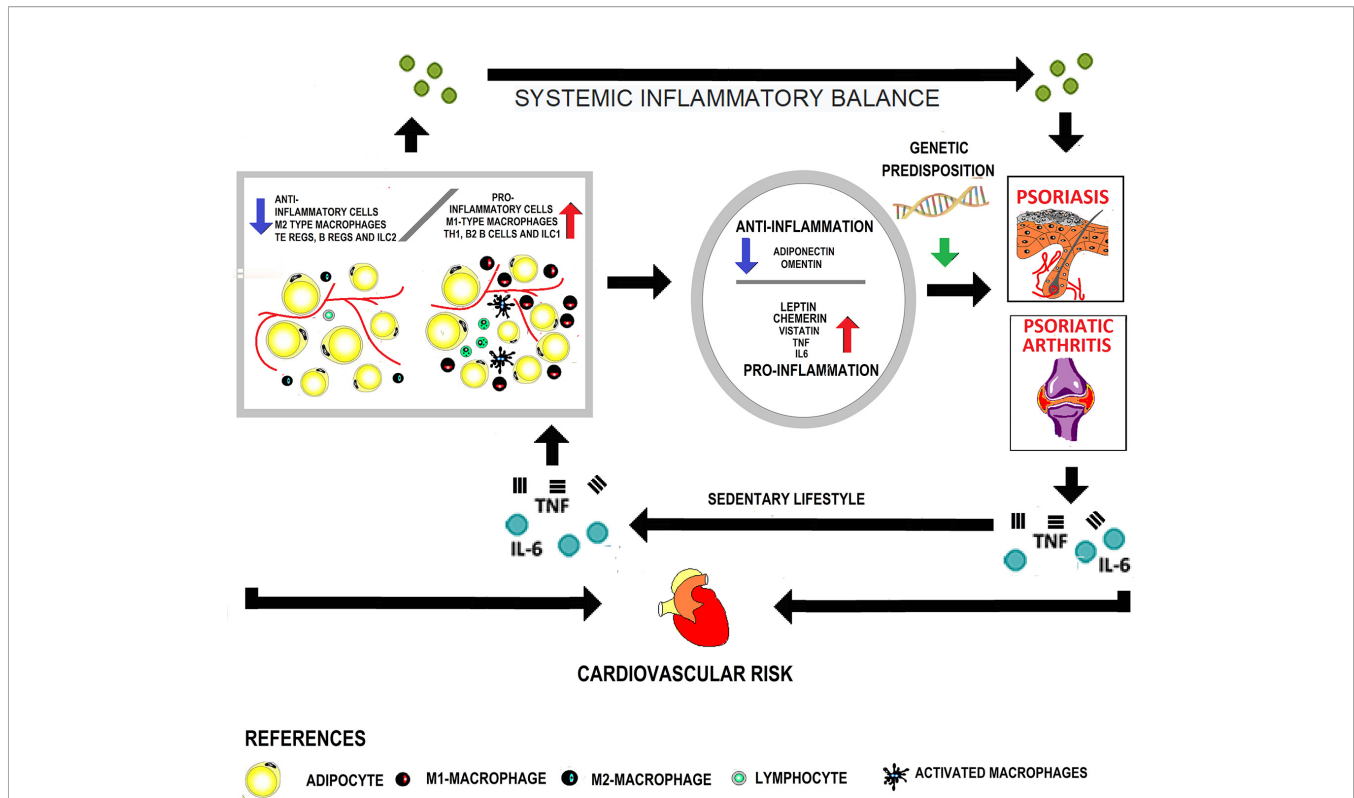 SYSTEMIC INFLAMMATORY BALANCE
GENETIC
PREDISPOSITION
ANTI-
INFLAMMATORY CELLS
M2 TYPE MACROPHAGES
TE REGS, B REGS AND ILC2
PRO-
INFLAMMATORY CELLS
M1-TYPE MACROPHAGES
TH1, B2 B CELLS AND ILC1
ANTI-INFLAMMATION
ADIPONECTIN
OMENTIN
LEPTIN
CHEMERIN
VISTATIN
TNF
IL6
PRO-INFLAMMATION
PSORIASIS
PSORIATIC
ARTHRITIS
TNF
IL-6
SEDENTARY LIFESTYLE
TNF
IL-6
CARDIOVASCULAR RISK
REFERENCES
ADIPOCYTE
M1-MACROPHAGE
M2-MACROPHAGE
LYMPHOCYTE
ACTIVATED MACROPHAGES